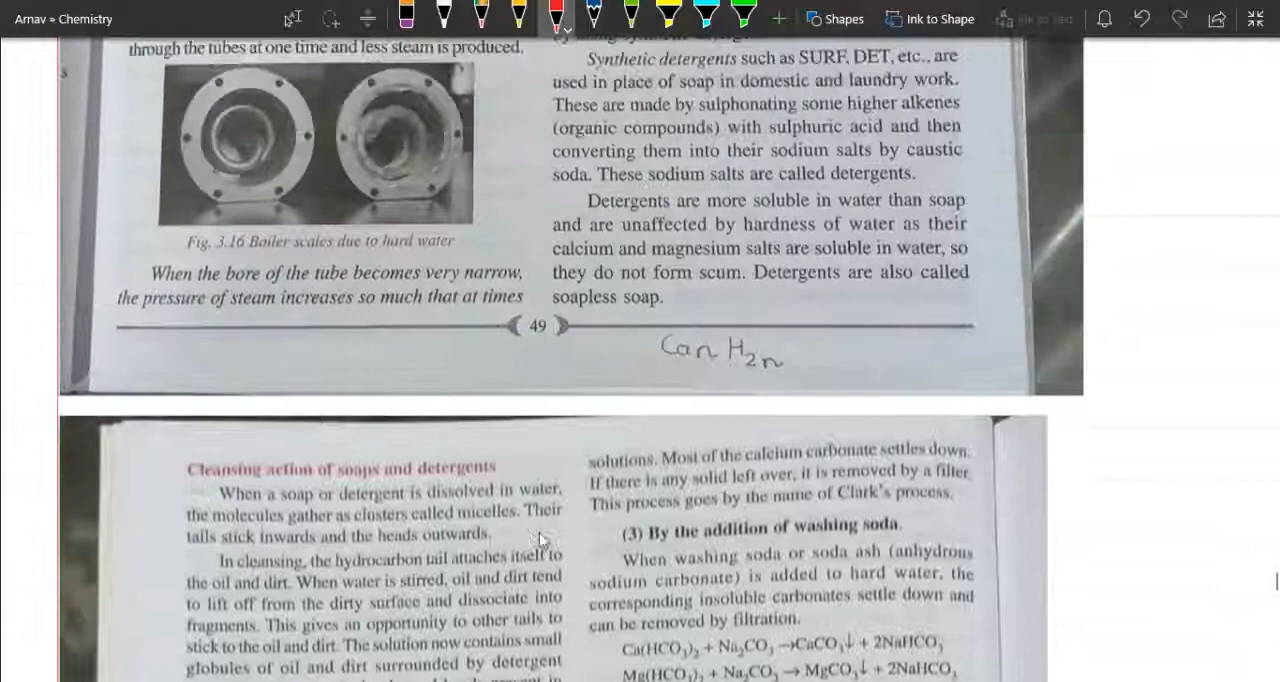 Arnav » Chemistry
Shapes
Ink to Shape
Ink to Text
through the tubes at one time and less steam is produced.
Fig. 3.16 Boiler scales due to hard water
When the bore of the tube becomes very narrow,
the pressure of steam increases so much that at times
Synthetic detergents such as SURF, DET, etc., are
used in place of soap in domestic and laundry work.
These are made by sulphonating some higher alkenes
(organic compounds) with sulphuric acid and then
converting them into their sodium salts by caustic
soda. These sodium salts are called detergents.
Detergents are more soluble in water than soap
and are unaffected by hardness of water as their
calcium and magnesium salts are soluble in water, so
they do not form scum. Detergents are also called
soapless soap.
49
Can H2n
Cleansing action of soaps and detergents
When a soap or detergent is dissolved in water,
the molecules gather as clusters called micelles. Their
tails stick inwards and the heads outwards.
In cleansing, the hydrocarbon tail attaches itself to
the oil and dirt. When water is stirred, oil and dirt tend
to lift off from the dirty surface and dissociate into
fragments. This gives an opportunity to other tails to
stick to the oil and dirt. The solution now contains small
globules of oil and dirt surrounded by detergent
solutions. Most of the calcium carbonate settles down.
If there is any solid left over, it is removed by a filter.
This process goes by the name of Clark's process.
(3) By the addition of washing soda.
When washing soda or soda ash (anhydrous
sodium carbonate) is added to hard water, the
corresponding insoluble carbonates settle down and
can be removed by filtration.
Ca(HCO3)2 + Na2CO3 →CaCO3↓ + 2NaHCO3
Mg(HCO3)2 + Na2CO3 → MgCO3↓ + 2NaHCO3